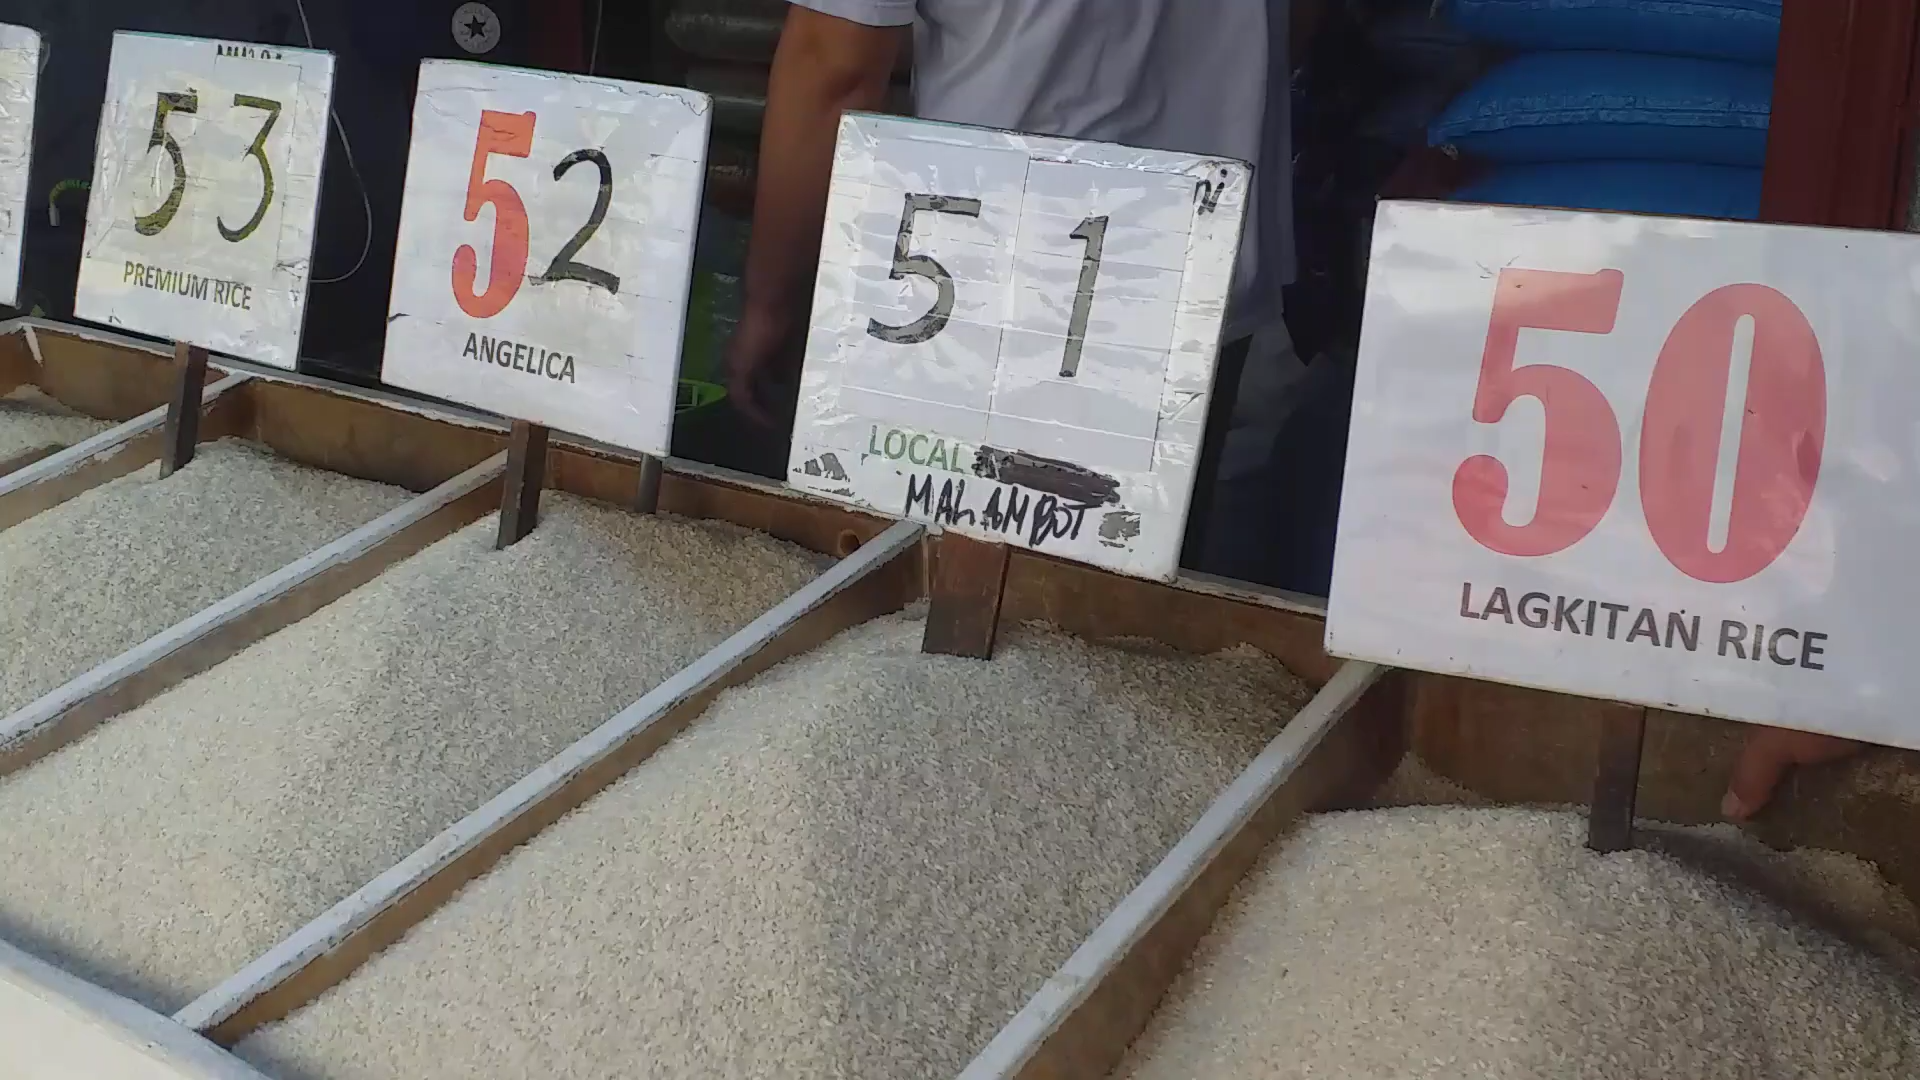 53
PREMIUM RICE
52
ANGELICA
51
LOCAL
MALAMBOT
50
LAGKITAN RICE